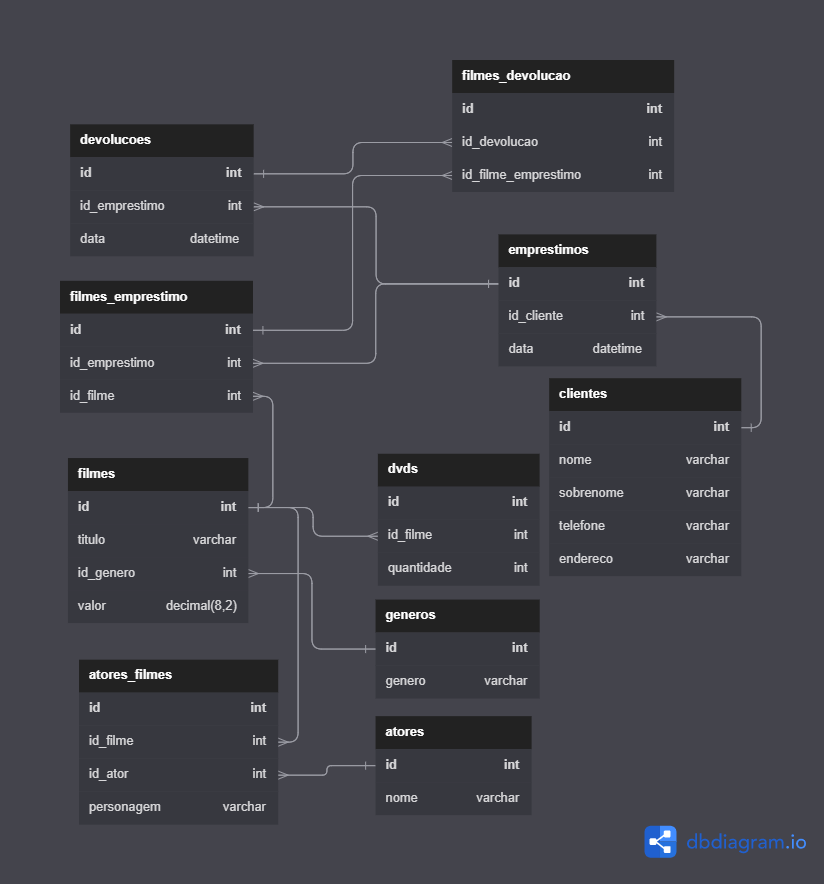 filmes_devolucao
id int
id_devolucao int
id_filme_emprestimo int
devolucoes
id int
id_emprestimo int
data datetime
emprestimos
id int
id_cliente int
data datetime
filmes_emprestimo
id int
id_emprestimo int
id_filme int
clientes
id int
nome varchar
sobrenome varchar
telefone varchar
endereco varchar
filmes
id int
titulo varchar
id_genero int
valor decimal(8,2)
dvds
id int
id_filme int
quantidade int
generos
id int
genero varchar
atores_filmes
id int
id_filme int
id_ator int
personagem varchar
atores
id int
nome varchar
dbdiagram.io